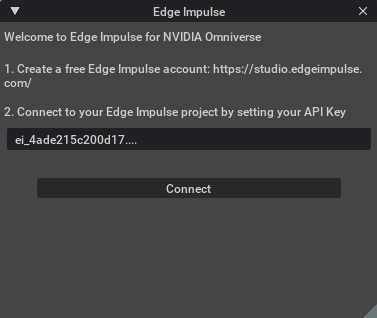 Edge Impulse
Welcome to Edge Impulse for NVIDIA Omniverse
1. Create a free Edge Impulse account: https://studio.edgeimpulse.
com/
2. Connect to your Edge Impulse project by setting your API Key
ei_4ade215c200d17....
Connect